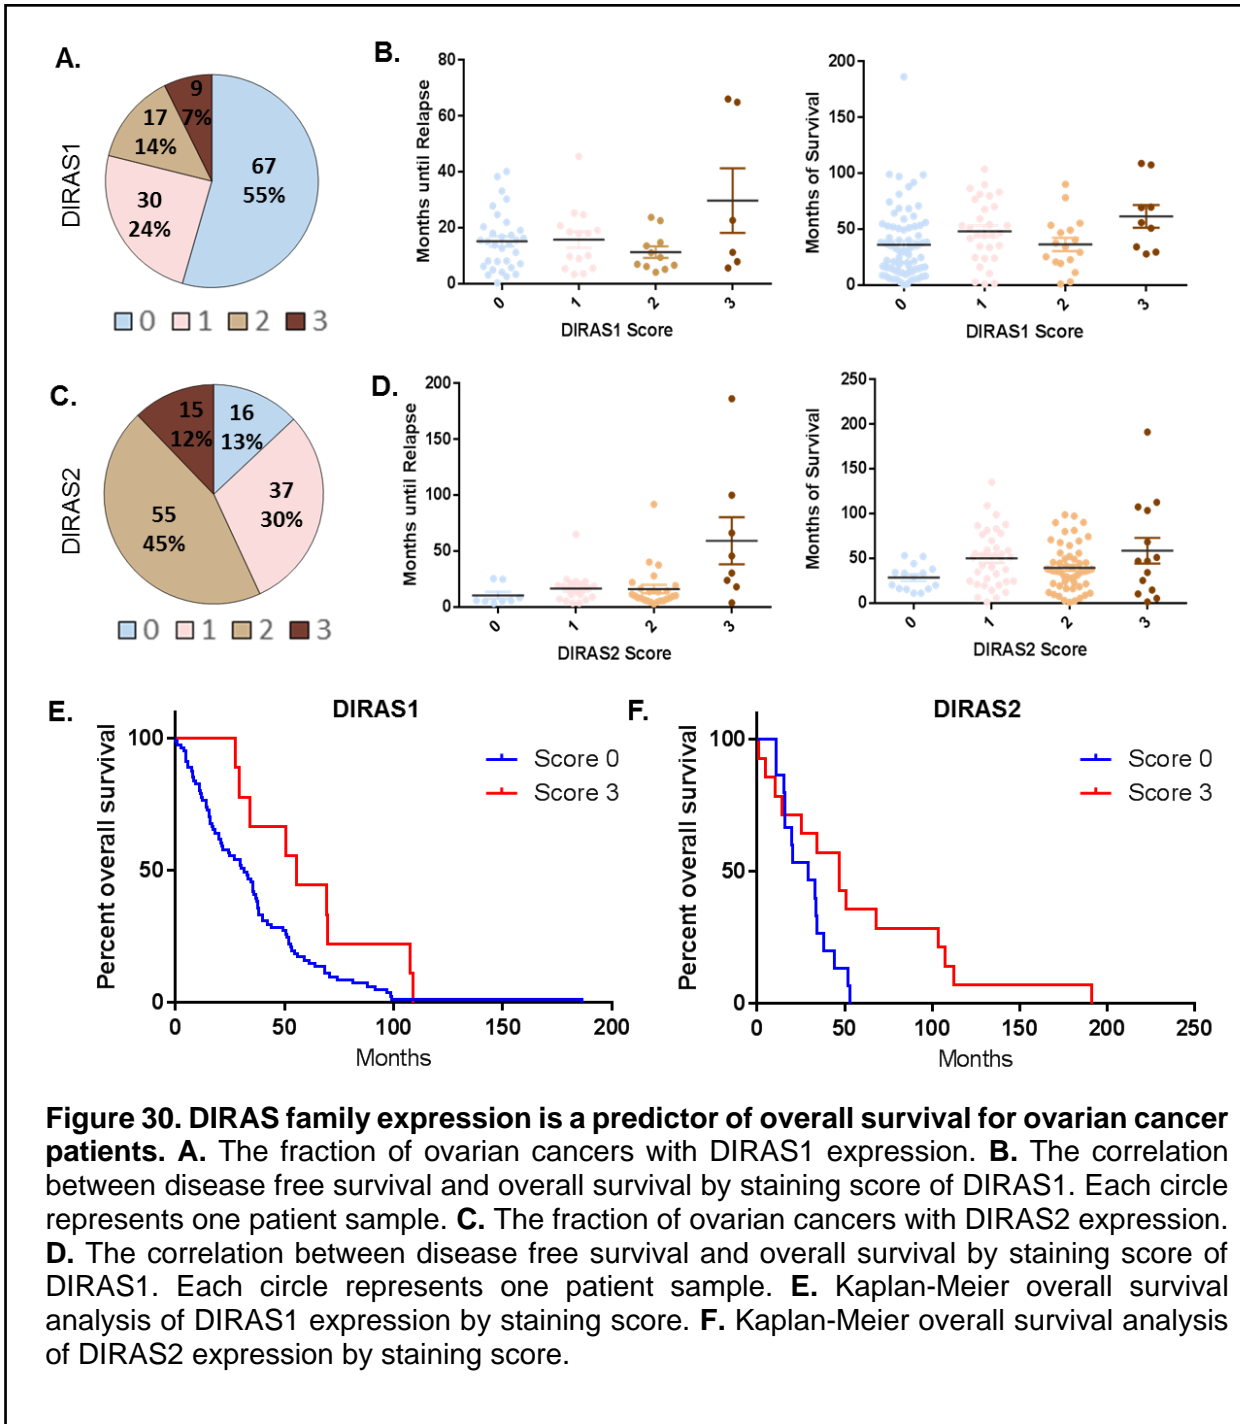 A.
DIRAS1
9
7%
17
14%
30
24%
67
55%
0 1 2 3
B.
Months until Relapse
80
60
40
20
0
0 1 2 3
DIRAS1 Score
Months of Survival
200
150
100
50
0
0 1 2 3
DIRAS1 Score
C.
DIRAS2
15
12%
16
13%
37
30%
55
45%
0 1 2 3
D.
Months until Relapse
200
150
100
50
0
0 1 2 3
DIRAS2 Score
Months of Survival
250
200
150
100
50
0
0 1 2 3
DIRAS2 Score
E.
DIRAS1
Percent overall survival
100
50
0
Score 0
Score 3
0 50 100 150 200
Months
F.
DIRAS2
Percent overall survival
100
50
0
Score 0
Score 3
0 50 100 150 200 250
Months
Figure 30. DIRAS family expression is a predictor of overall survival for ovarian cancer
patients. A. The fraction of ovarian cancers with DIRAS1 expression. B. The correlation
between disease free survival and overall survival by staining score of DIRAS1. Each circle
represents one patient sample. C. The fraction of ovarian cancers with DIRAS2 expression.
D. The correlation between disease free survival and overall survival by staining score of
DIRAS1. Each circle represents one patient sample. E. Kaplan-Meier overall survival
analysis of DIRAS1 expression by staining score. F. Kaplan-Meier overall survival analysis
of DIRAS2 expression by staining score.